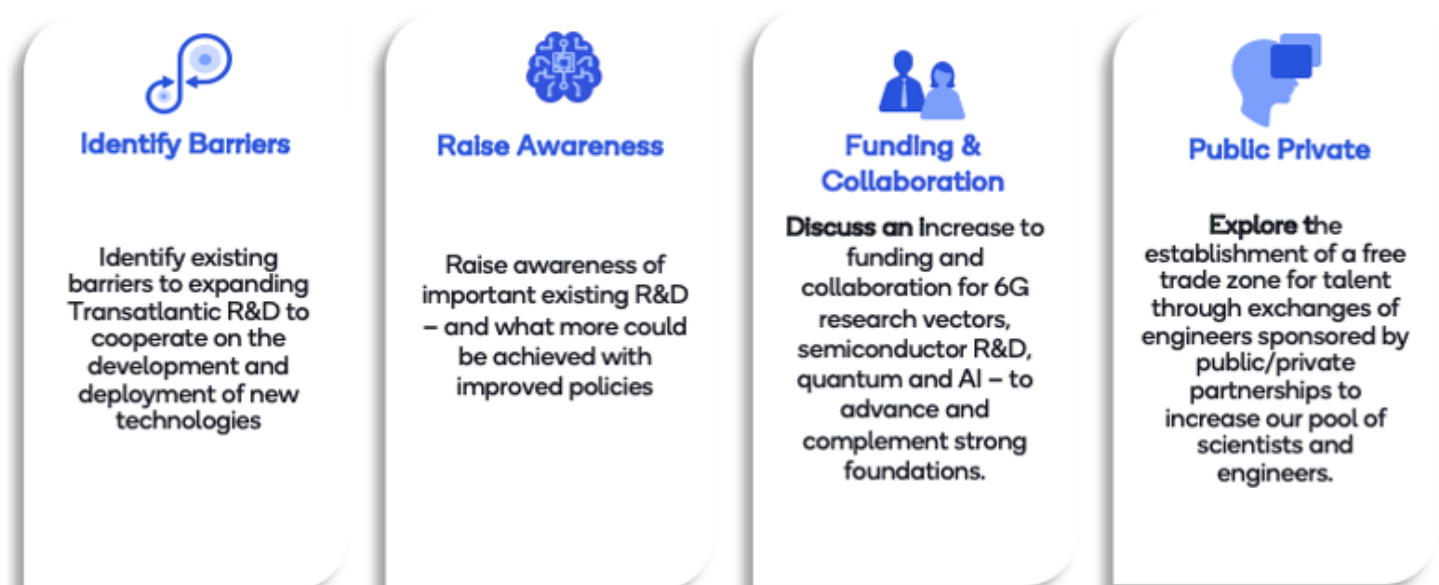 Identify Barriers
Identify existing
barriers to expanding
Transatlantic R&D to
cooperate on the
development and
deployment of new
technologies
Raise Awareness
Raise awareness of
important existing R&D
– and what more could
be achieved with
improved policies
Funding &
Collaboration
Discuss an increase to
funding and
collaboration for 6G
research vectors,
semiconductor R&D,
quantum and AI – to
advance and
complement strong
foundations.
Public Private
Explore the
establishment of a free
trade zone for talent
through exchanges of
engineers sponsored by
public/private
partnerships to
increase our pool of
scientists and
engineers.